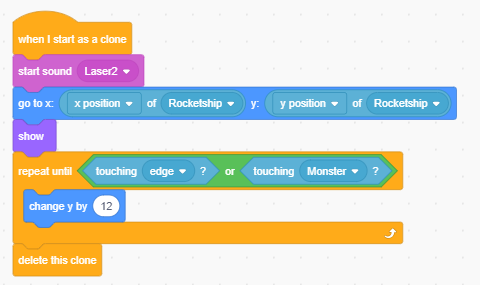 when I start as a clone
start sound Laser2
go to x: x position of Rocketship y: y position of Rocketship
show
repeat until touching edge ? or touching Monster ?
change y by 12
delete this clone